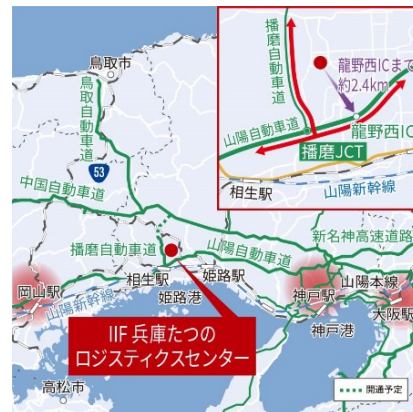 鳥取市
鳥取自動車道
53
中国自動車道
播磨自動車道
山陽自動車道
新名神高速道路
岡山駅
山陽新幹線
相生駅
姫路駅
姫路港
神戸駅
山陽本線
大阪駅
神戸港
IIF 兵庫たつの
ロジスティクスセンター
高松市
開通予定
播磨自動車道
龍野西ICまで
約2.4km
山陽自動車道
龍野西IC
播磨JCT
相生駅
山陽新幹線